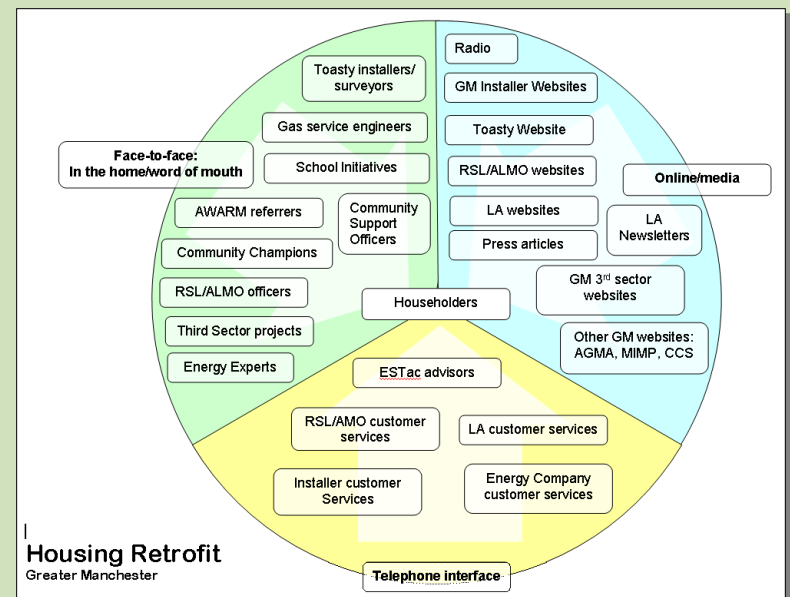 Toasty installers/
surveyors
Gas service engineers
Face-to-face:
In the home/word of mouth
School Initiatives
AWARM referrers
Community
Support
Officers
Community Champions
RSL/ALMO officers
Third Sector projects
Energy Experts
Radio
GM Installer Websites
Toasty Website
RSL/ALMO websites
Online/media
LA websites
LA
Newsletters
Press articles
GM 3rd sector
websites
Other GM websites:
AGMA, MIMP, CCS
Householders
ESTac advisors
RSL/AMO customer
services
LA customer services
Installer customer
Services
Energy Company
customer services
Telephone interface
Housing Retrofit
Greater Manchester